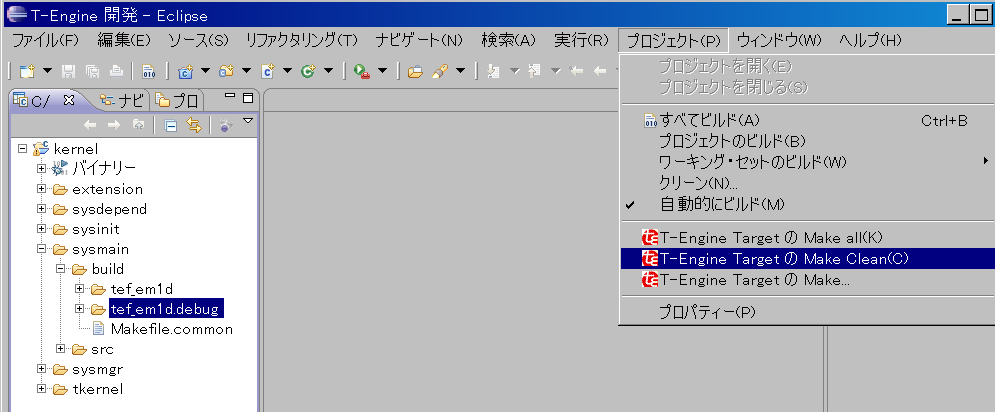 T-Engine 開発 - Eclipse
ファイル(F) 編集(E) ソース(S) リファクタリング(T) ナビゲート(N) 検索(A) 実行(R) プロジェクト(P) ウィンドウ(W) ヘルプ(H)
プロジェクトを開く(E)
プロジェクトを閉じる(S)
すべてビルド(A) Ctrl+B
プロジェクトのビルド(B)
ワーキング・セットのビルド(W)
クリーン(N)...
自動的にビルド(M)
T-Engine Target の Make all(K)
T-Engine Target の Make Clean(C)
T-Engine Target の Make...
プロパティー(P)
C/ ナビ プロ
kernel
バイナリー
extension
sysdepend
sysinit
sysmain
build
tef_em1d
tef_em1d.debug
Makefile.common
src
sysmgr
tkernel